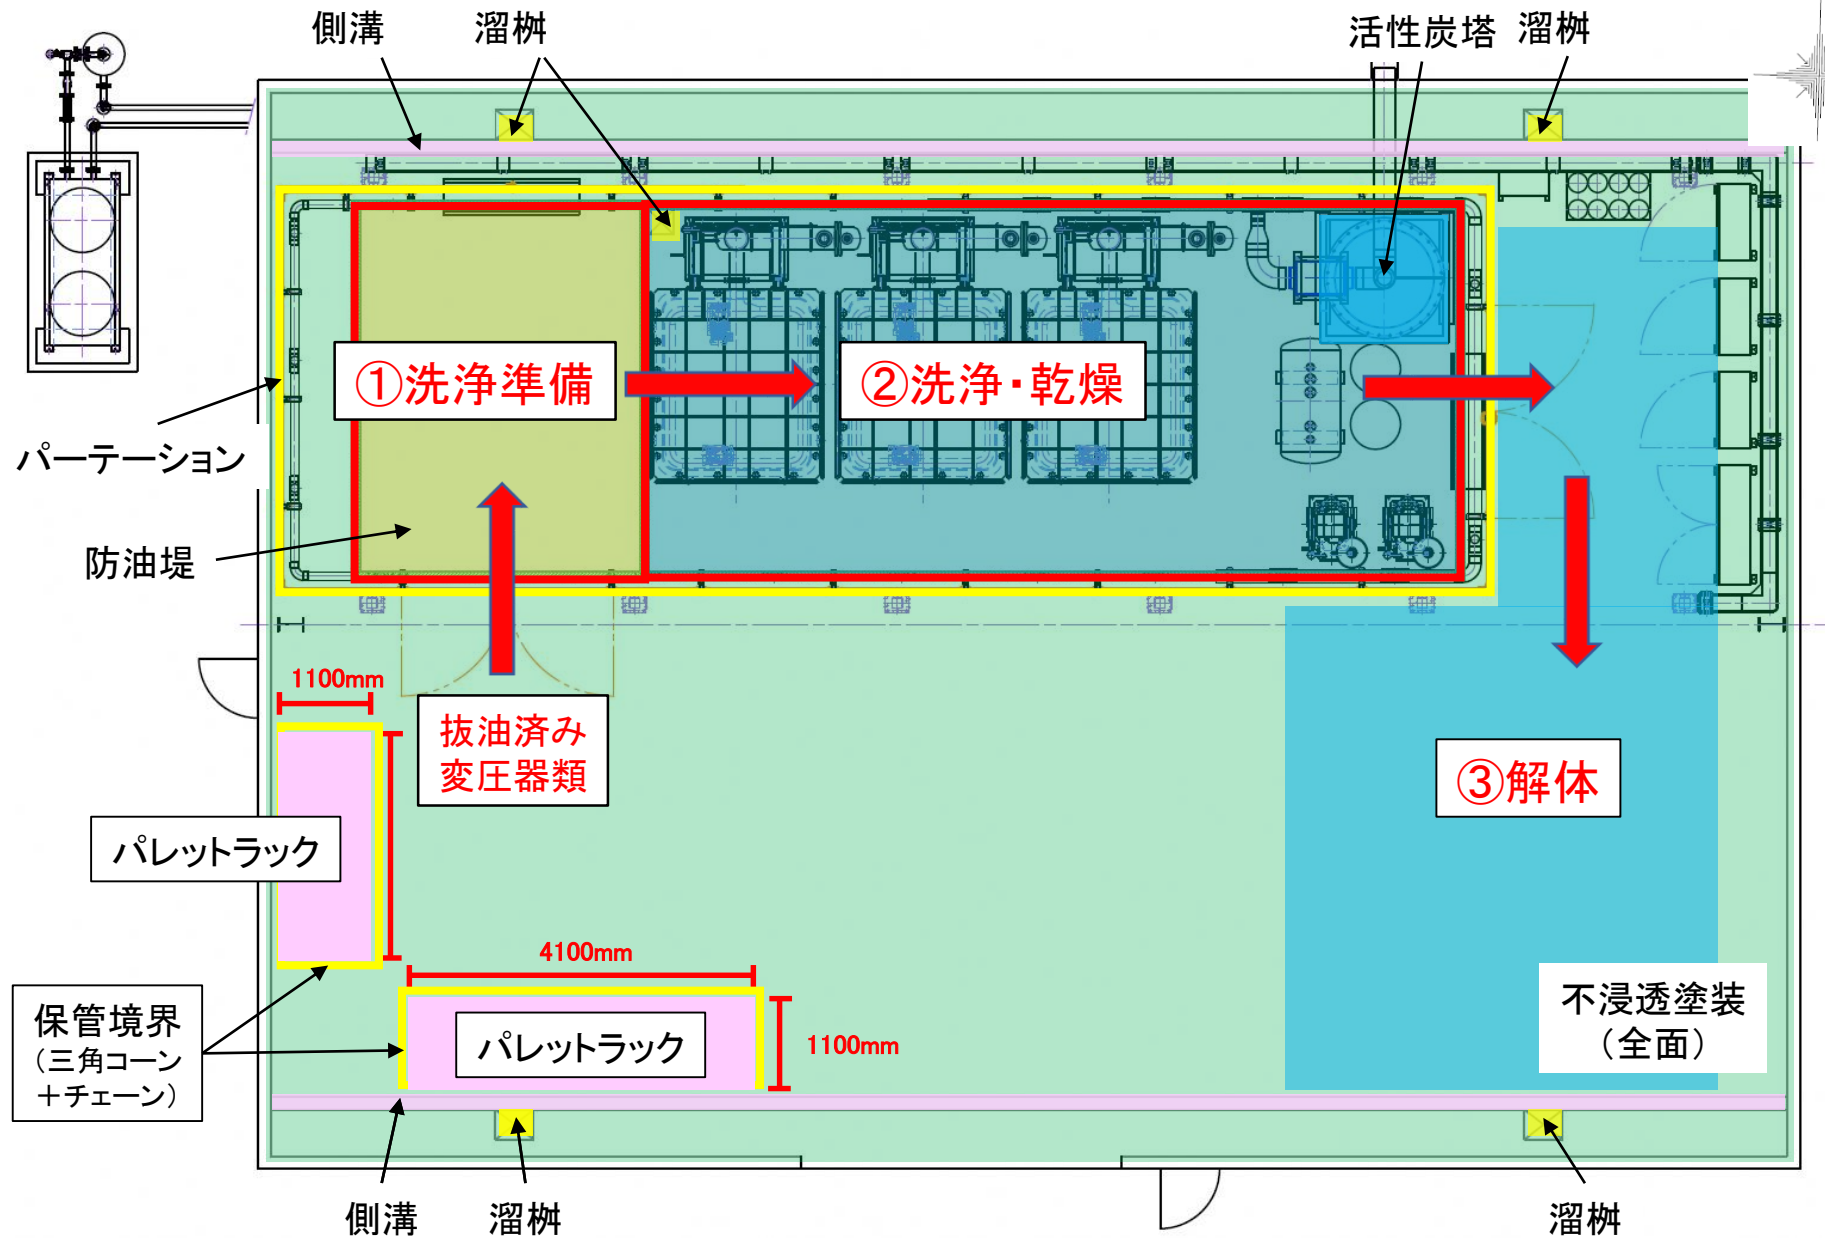 側溝
溜桝
活性炭塔
溜桝
①洗浄準備
②洗浄・乾燥
パーテーション
防油堤
1100mm
抜油済み
変圧器類
③解体
パレットラック
4100mm
保管境界
（三角コーン
＋チェーン）
パレットラック
1100mm
不浸透塗装
（全面）
側溝
溜桝
溜桝